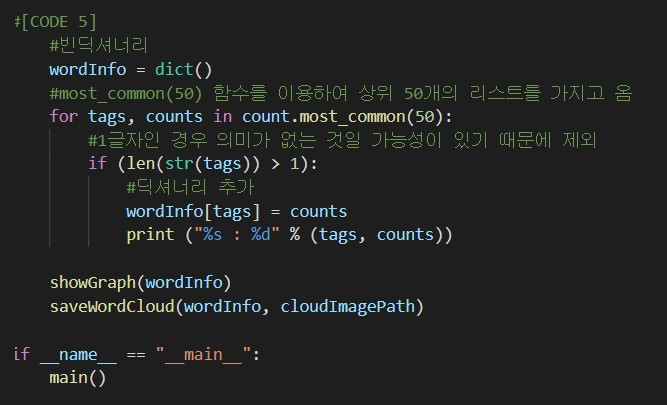 #[CODE 5]
#빈딕셔너리
wordInfo = dict()
#most_common(50) 함수를 이용하여 상위 50개의 리스트를 가지고 옴
for tags, counts in count.most_common(50):
#1글자인 경우 의미가 없는 것일 가능성이 있기 때문에 제외
if (len(str(tags)) > 1):
#딕셔너리 추가
wordInfo[tags] = counts
print ("%s : %d" % (tags, counts))
showGraph(wordInfo)
saveWordCloud(wordInfo, cloudImagePath)
if __name__ == "__main__":
main()